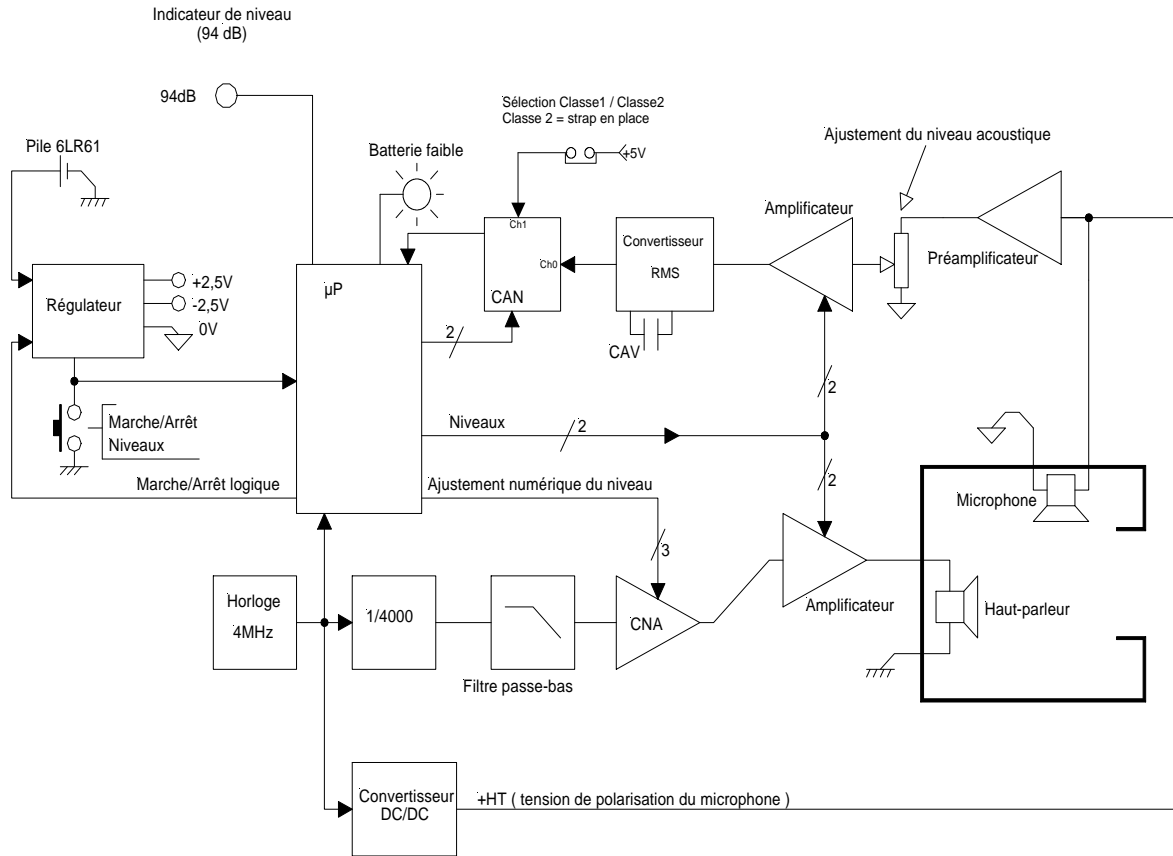 Indicateur de niveau
(94 dB)
94dB
Sélection Classe1 / Classe2
Classe 2 = strap en place
+5V
Ajustement du niveau acoustique
Pile 6LR61
Batterie faible
Amplificateur
Préamplificateur
Ch1
Ch0
CAN
Convertisseur
RMS
CAV
µP
Régulateur
+2,5V
-2,5V
0V
2
2
Marche/Arrêt
Niveaux
Niveaux
2
2
Marche/Arrêt logique
Ajustement numérique du niveau
3
Microphone
Horloge
4MHz
1/4000
Filtre passe-bas
CNA
Amplificateur
Haut-parleur
Convertisseur
DC/DC
+HT ( tension de polarisation du microphone )